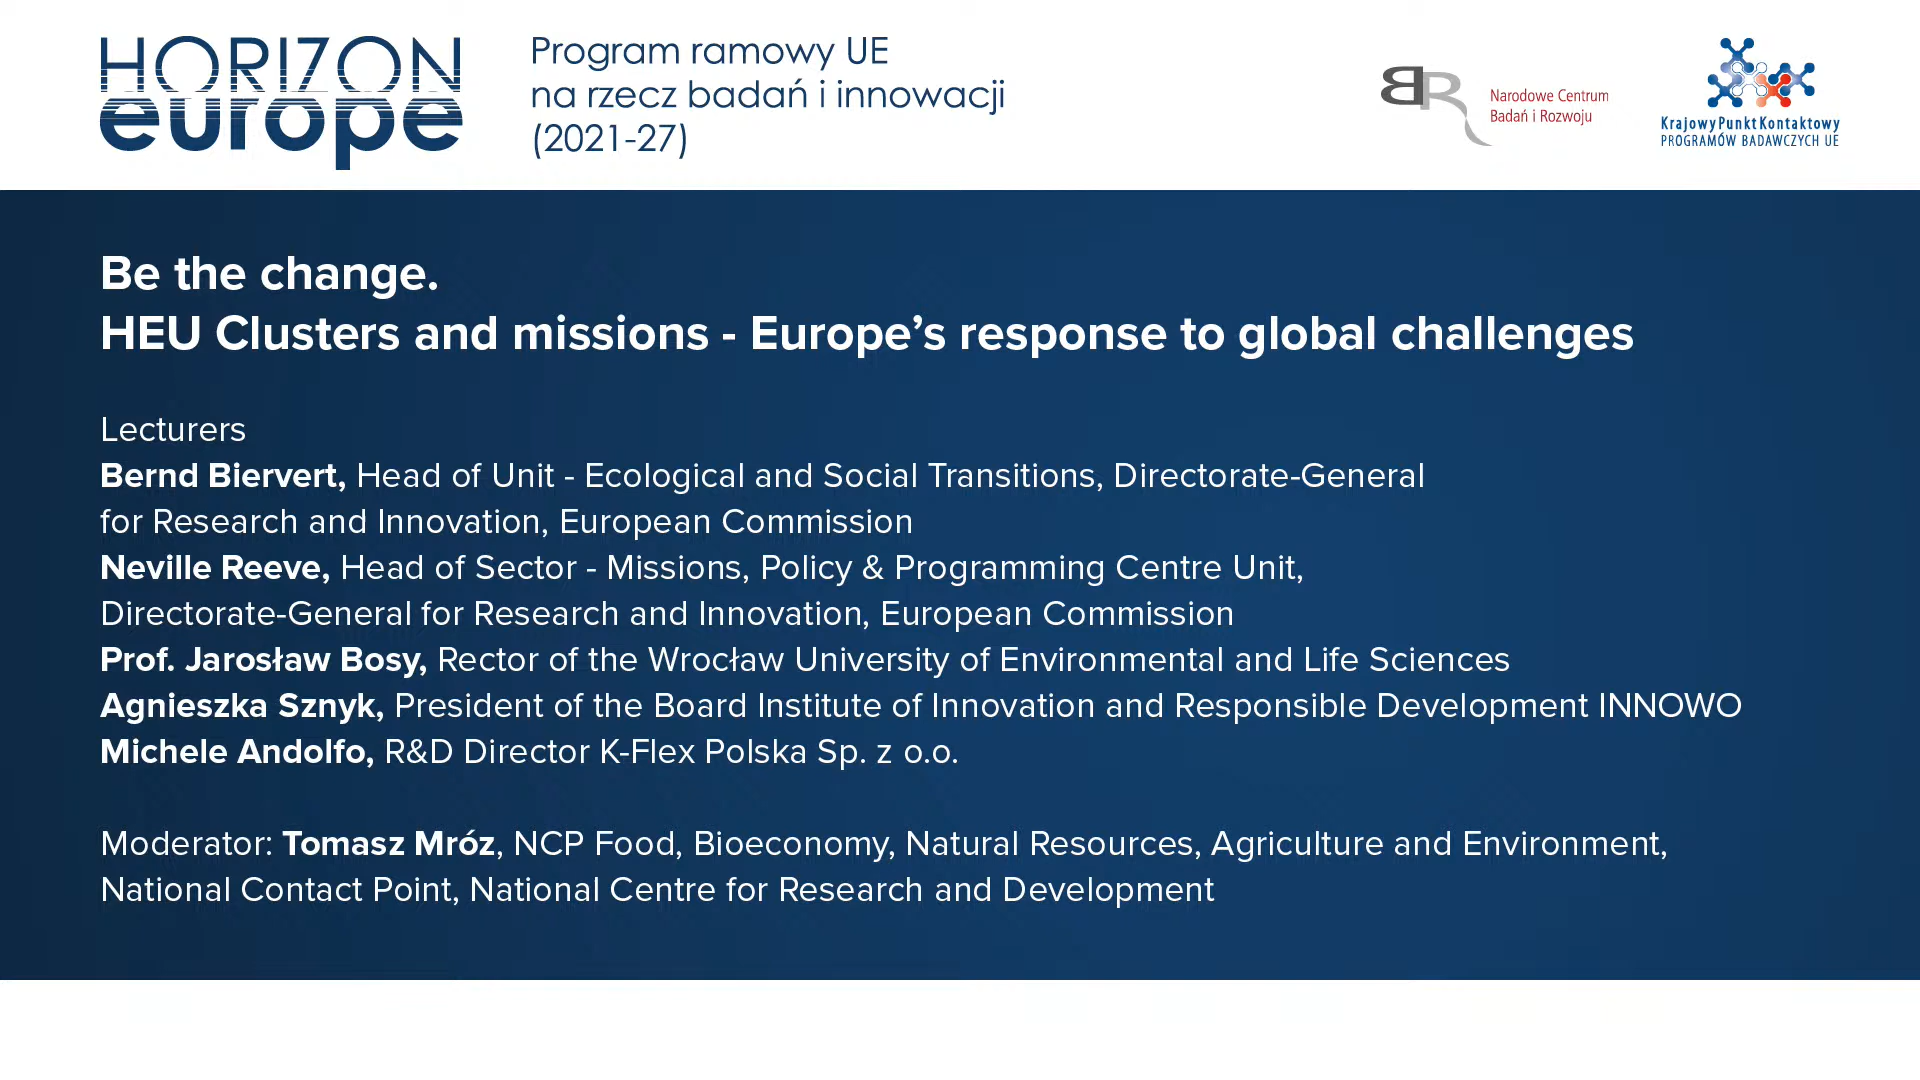 HORIZON
europe
Program ramowy UE
na rzecz badań i innowacji
(2021-27)
BR
Narodowe Centrum
Badań i Rozwoju
Krajowy Punkt Kontaktowy
PROGRAMÓW BADAWCZYCH UE
Be the change.
HEU Clusters and missions - Europe’s response to global challenges
Lecturers
Bernd Biervert, Head of Unit - Ecological and Social Transitions, Directorate-General
for Research and Innovation, European Commission
Neville Reeve, Head of Sector - Missions, Policy & Programming Centre Unit,
Directorate-General for Research and Innovation, European Commission
Prof. Jarosław Bosy, Rector of the Wrocław University of Environmental and Life Sciences
Agnieszka Sznyk, President of the Board Institute of Innovation and Responsible Development INNOWO
Michele Andolfo, R&D Director K-Flex Polska Sp. z o.o.
Moderator: Tomasz Mróz, NCP Food, Bioeconomy, Natural Resources, Agriculture and Environment,
National Contact Point, National Centre for Research and Development